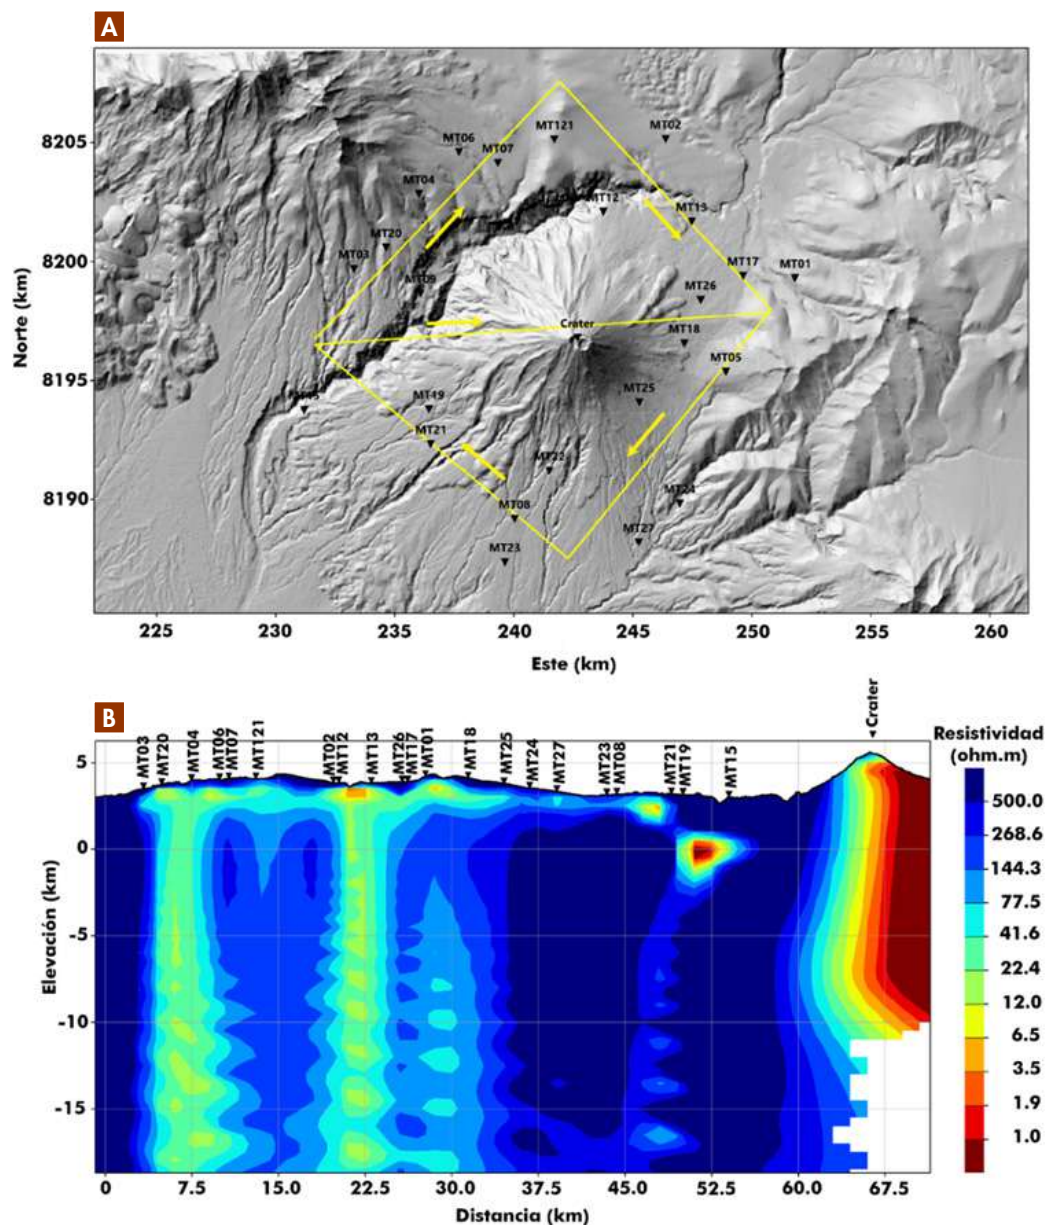 A
MT121
MT02
MT06
MT07
MT04
MT12
MT13
MT20
MT03
MT09
MT17
MT01
MT26
Crater
MT18
MT05
MT25
MT15
MT19
MT21
MT22
MT24
MT08
MT27
MT23
8205
8200
8195
8190
Norte (km)
225 230 235 240 245 250 255 260
Este (km)
B
MT03
MT20
MT04
MT06
MT07
MT121
MT02
MT12
MT13
MT26
MT17
MT01
MT18
MT25
MT24
MT27
MT23
MT08
MT21
MT19
MT15
Crater
Resistividad
(ohm.m)
500.0
268.6
144.3
77.5
41.6
22.4
12.0
6.5
3.5
1.9
1.0
5
0
-5
-10
-15
Elevación (km)
0 7.5 15.0 22.5 30.0 37.5 45.0 52.5 60.0 67.5
Distancia (km)